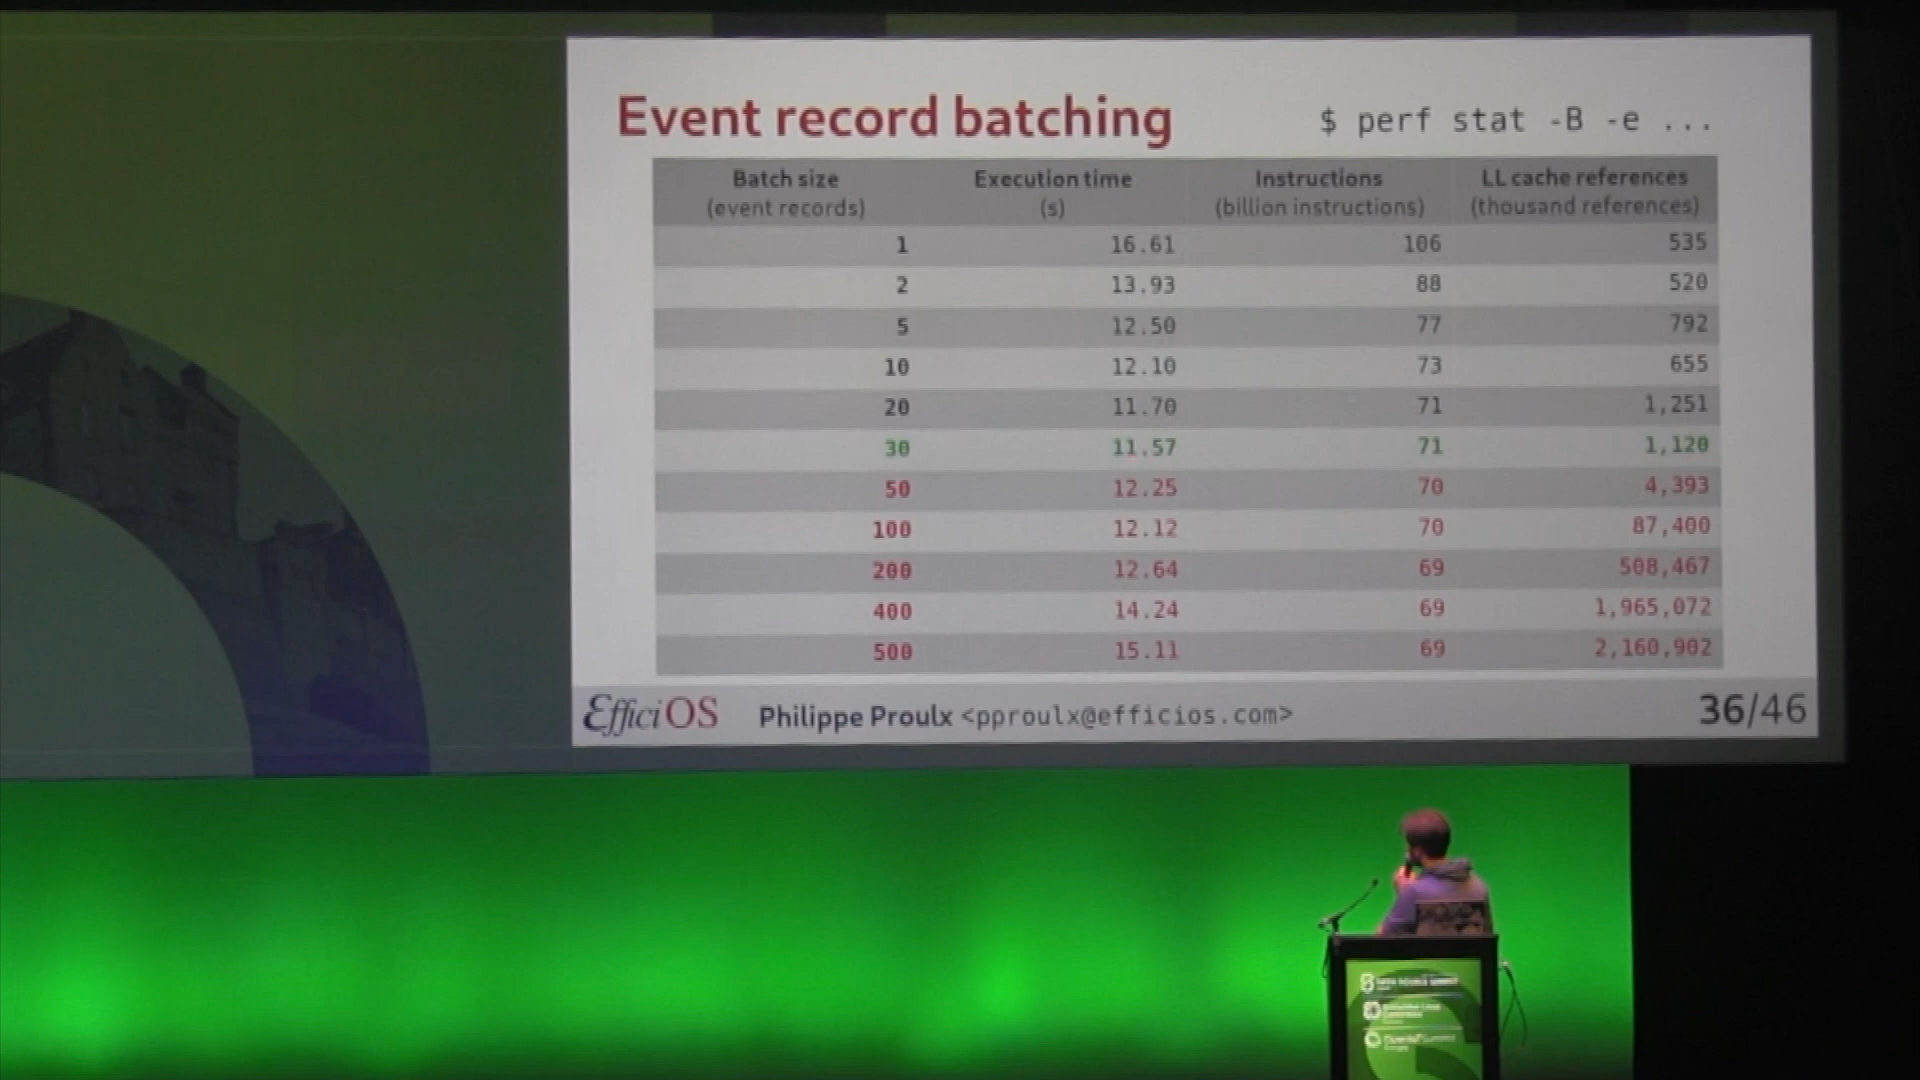 Event record batching $ perf stat -B -e ...
Batch size Execution time Instructions LL cache references
(event records) (s) (billion instructions) (thousand references)
1 16.61 106 535
2 13.93 88 520
5 12.50 77 792
10 12.10 73 655
20 11.70 71 1,251
30 11.57 71 1,120
50 12.25 70 4,393
100 12.12 70 87,400
200 12.64 69 508,467
400 14.24 69 1,965,072
500 15.11 69 2,160,902
EfficiOS Philippe Proulx <pproulx@efficios.com> 36/46